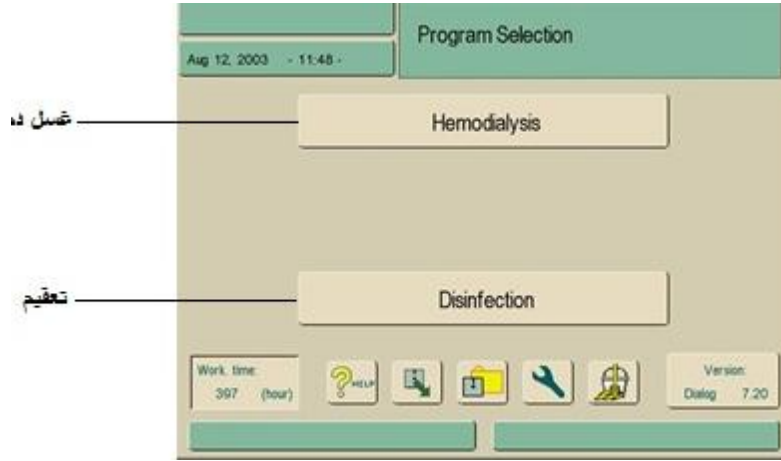 Program Selection
Aug 12, 2003 - 11:48 -
غسل
Hemodialysis
تعقيم
Disinfection
Work. time:
397 (hour)
HELP
Version:
Dialog 7.20